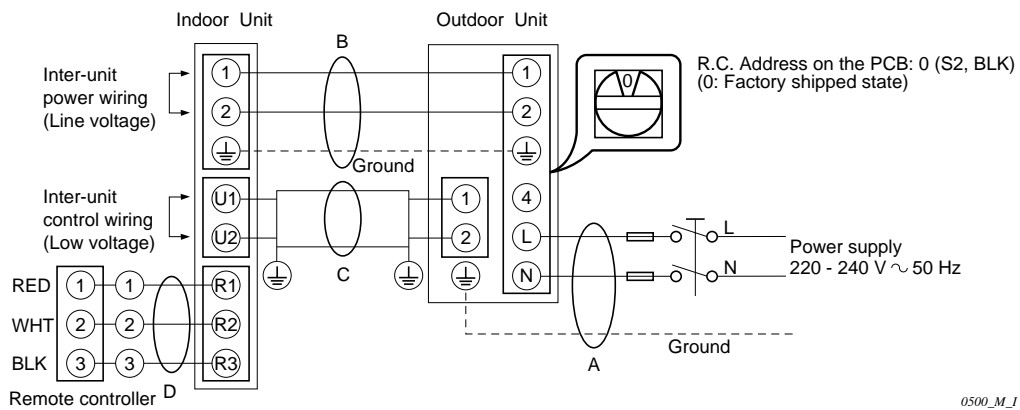 Indoor Unit
Outdoor Unit
B
R.C. Address on the PCB: 0 (S2, BLK)
(0: Factory shipped state)
0
Inter-unit
power wiring
(Line voltage)
1
1
2
2
Ground
Inter-unit
control wiring
(Low voltage)
U1
1
4
U2
2
L
L
C
N
N
Power supply
220 - 240 V ~ 50 Hz
RED
1
1
R1
WHT
2
2
R2
BLK
3
3
R3
Ground
A
D
Remote controller
0500_M_I